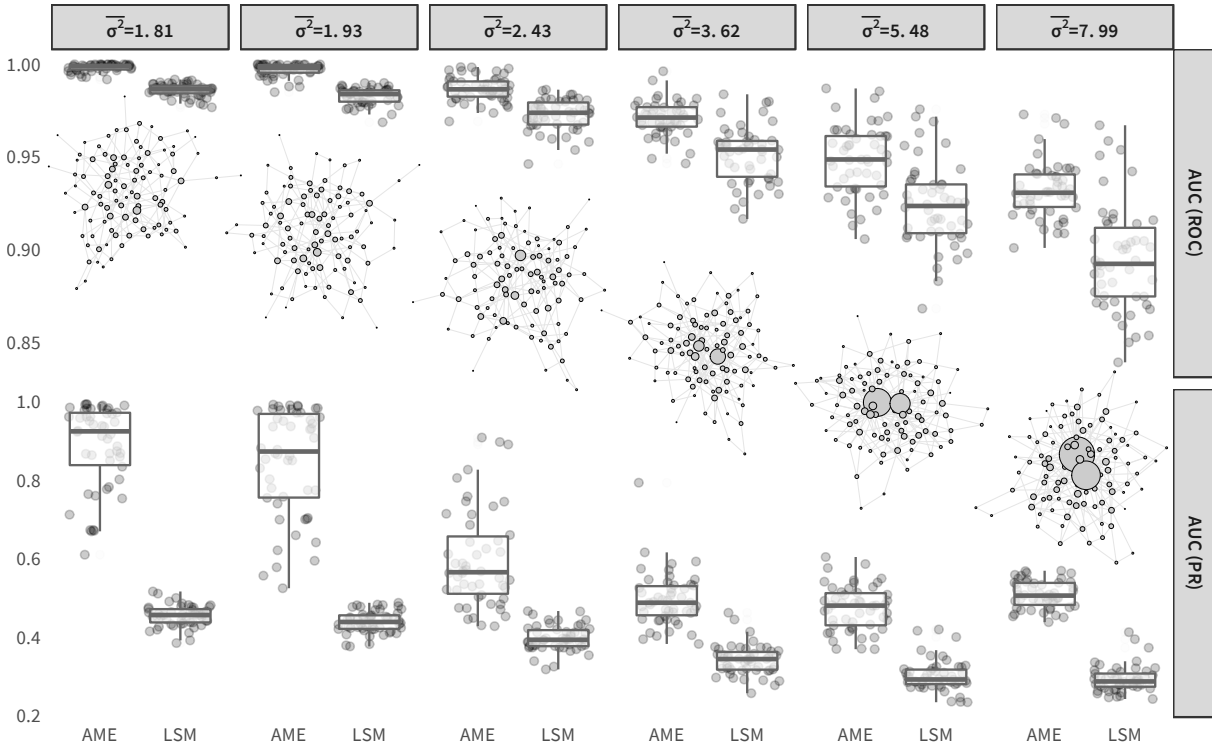 σ²=1.81 σ²=1.93 σ²=2.43 σ²=3.62 σ²=5.48 σ²=7.99
1.00
0.95
0.90
0.85
AUC (ROC)
1.0
0.8
0.6
0.4
0.2
AUC (PR)
AME LSM AME LSM AME LSM AME LSM AME LSM AME LSM